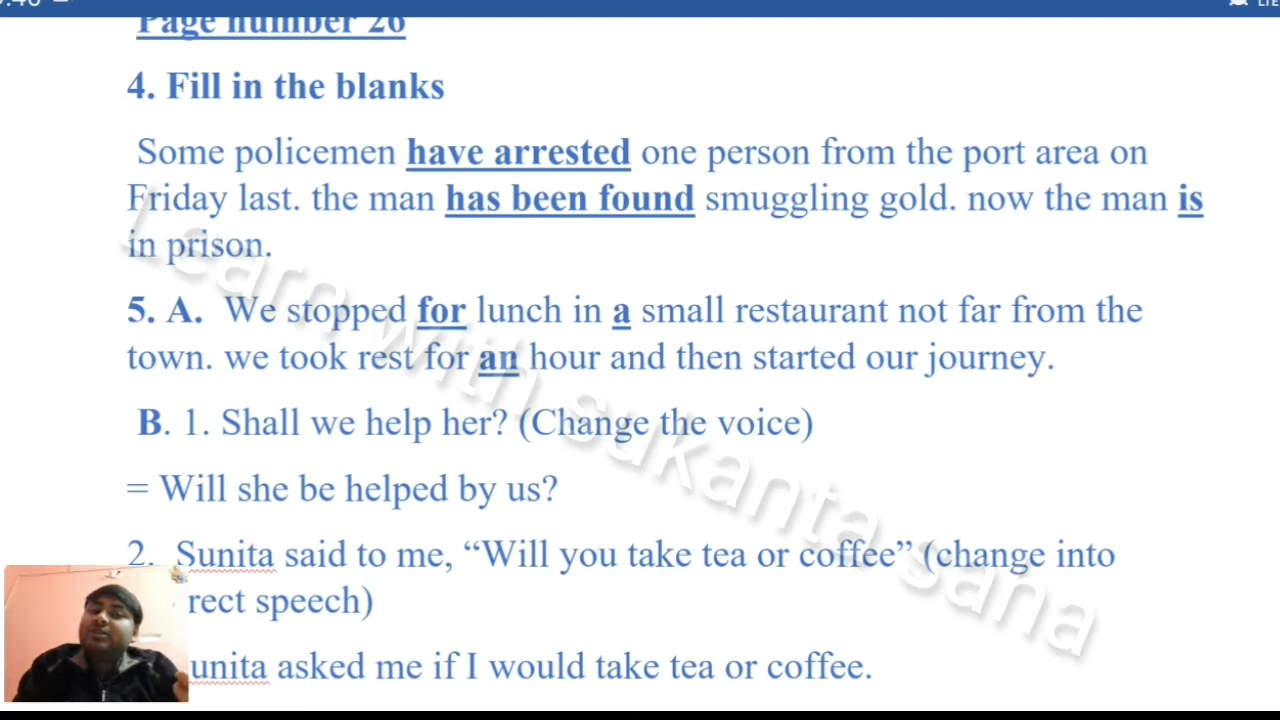 Page number 26
4. Fill in the blanks
Some policemen have arrested one person from the port area on
Friday last. the man has been found smuggling gold. now the man is
in prison.
5. A. We stopped for lunch in a small restaurant not far from the
town. we took rest for an hour and then started our journey.
B. 1. Shall we help her? (Change the voice)
= Will she be helped by us?
2. Sunita said to me, “Will you take tea or coffee” (change into
rect speech)
unita asked me if I would take tea or coffee.
Learn with sukanta sana
LTE